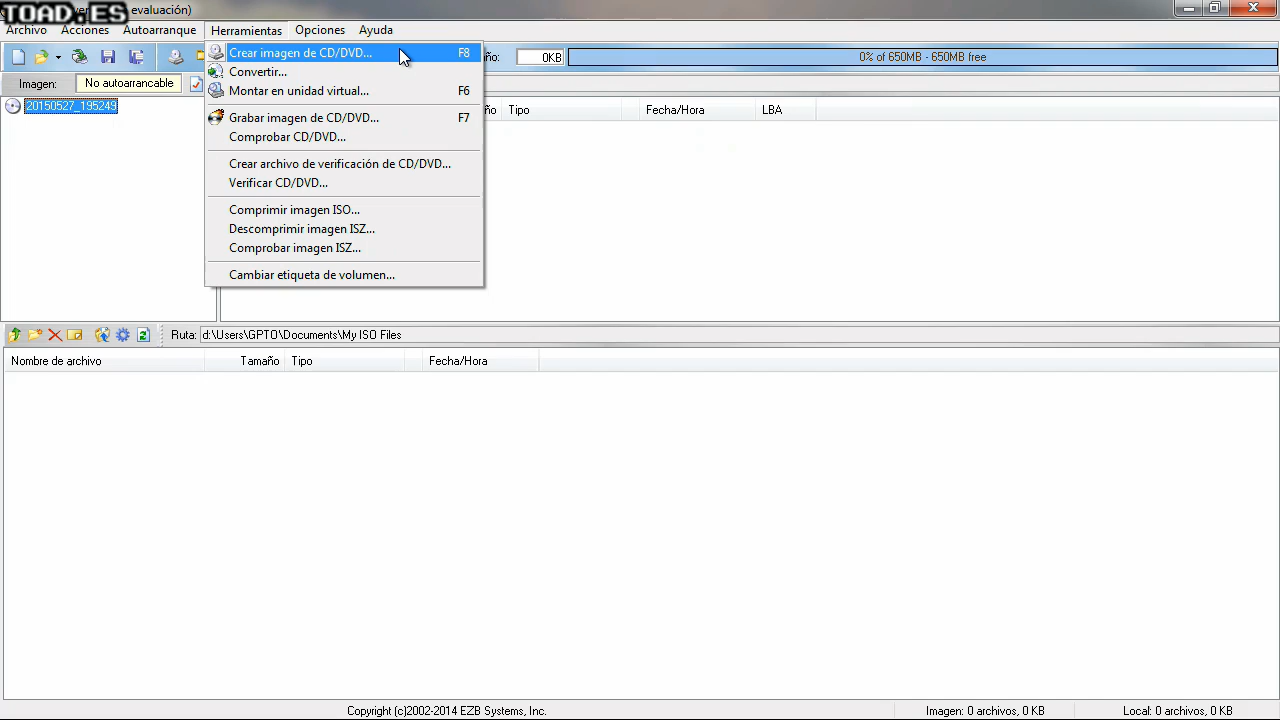 TOAD.ES
evaluación)
Archivo Acciones Autoarranque Herramientas Opciones Ayuda
Crear imagen de CD/DVD... F8
0KB
0% of 650MB - 650MB free
Convertir...
Imagen: No autoarrancable
Montar en unidad virtual... F6
20150527_195249
Tipo Fecha/Hora LBA
Grabar imagen de CD/DVD... F7
Comprobar CD/DVD...
Crear archivo de verificación de CD/DVD...
Verificar CD/DVD...
Comprimir imagen ISO...
Descomprimir imagen ISZ...
Comprobar imagen ISZ...
Cambiar etiqueta de volumen...
Ruta: d:\Users\GPTO\Documents\My ISO Files
Nombre de archivo Tamaño Tipo Fecha/Hora
Copyright (c)2002-2014 EZB Systems, Inc. Imagen: 0 archivos, 0 KB Local: 0 archivos, 0 KB